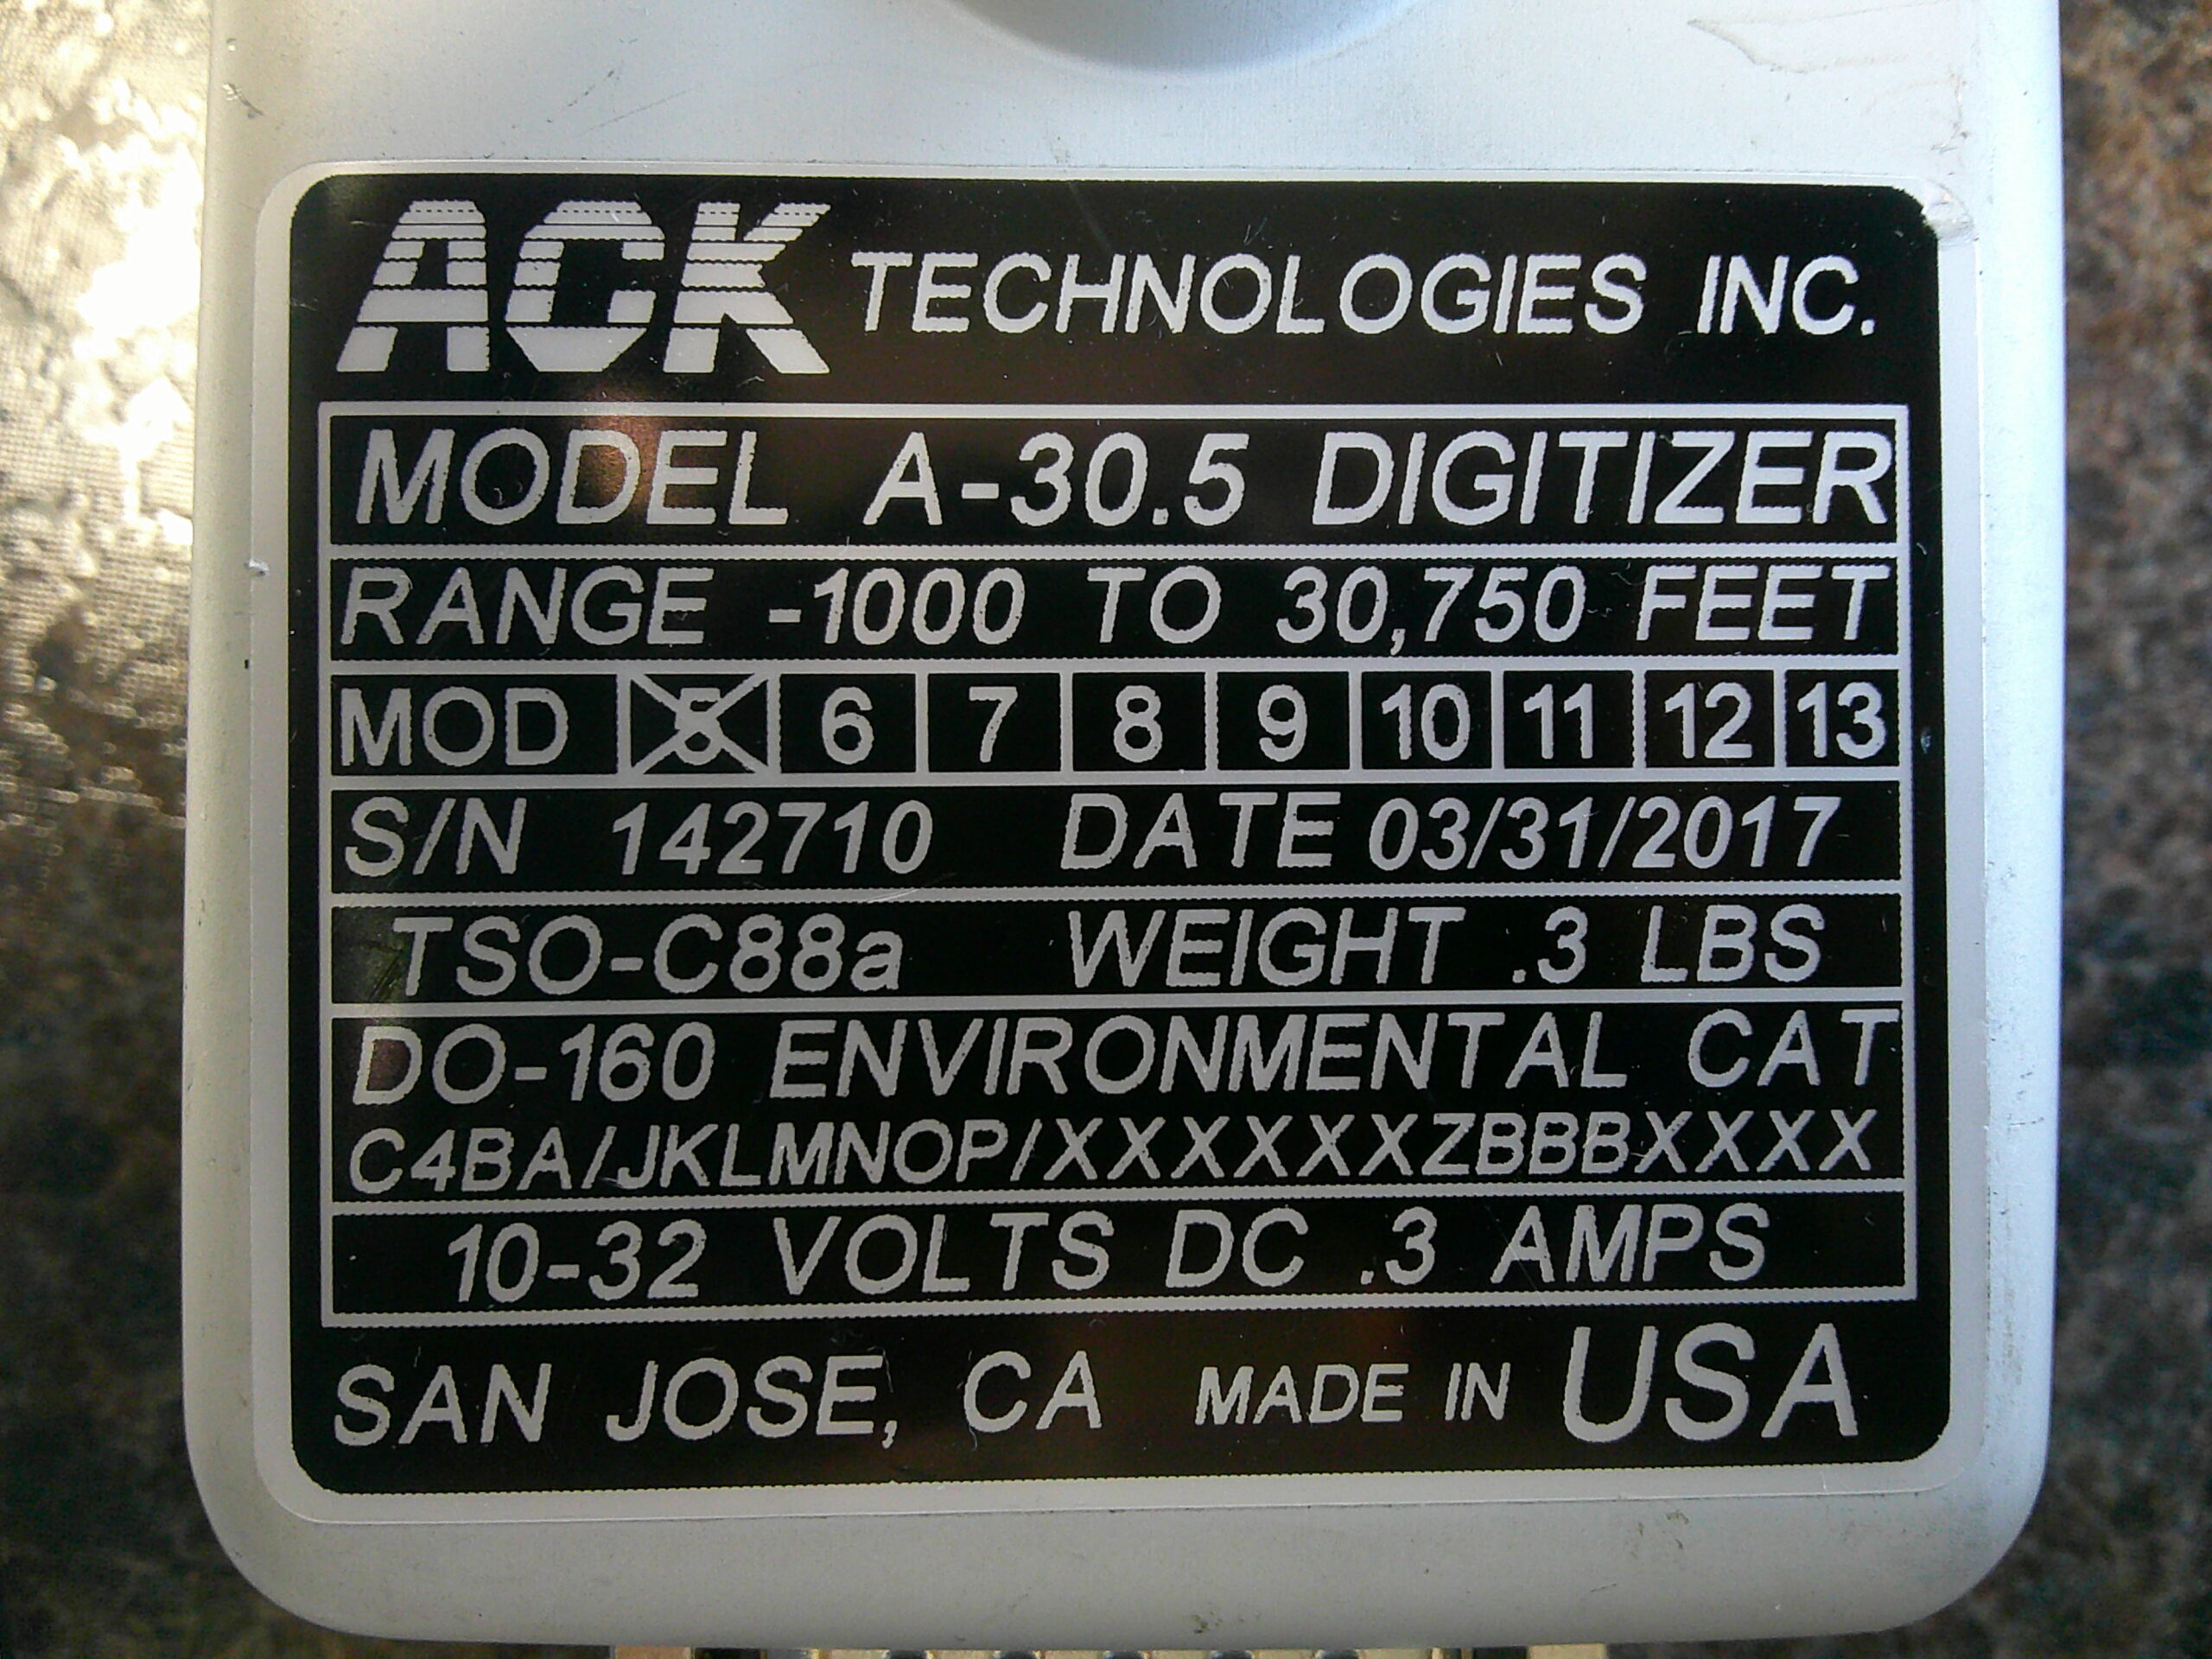 ACK TECHNOLOGIES INC.
MODEL A-30.5 DIGITIZER
RANGE -1000 TO 30,750 FEET
MOD 5 6 7 8 9 10 11 12 13
S/N 142710 DATE 03/31/2017
TSO-C88a WEIGHT .3 LBS
DO-160 ENVIRONMENTAL CAT
C4BA/JKLMNOP/XXXXXXZBBBXXXX
10-32 VOLTS DC .3 AMPS
SAN JOSE, CA MADE IN USA